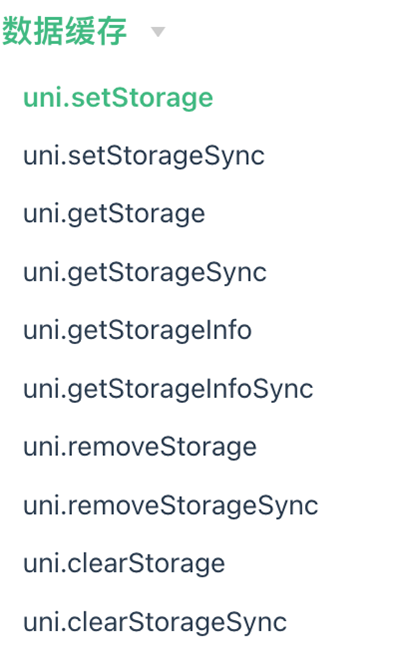 数据缓存
uni.setStorage
uni.setStorageSync
uni.getStorage
uni.getStorageSync
uni.getStorageInfo
uni.getStorageInfoSync
uni.removeStorage
uni.removeStorageSync
uni.clearStorage
uni.clearStorageSync